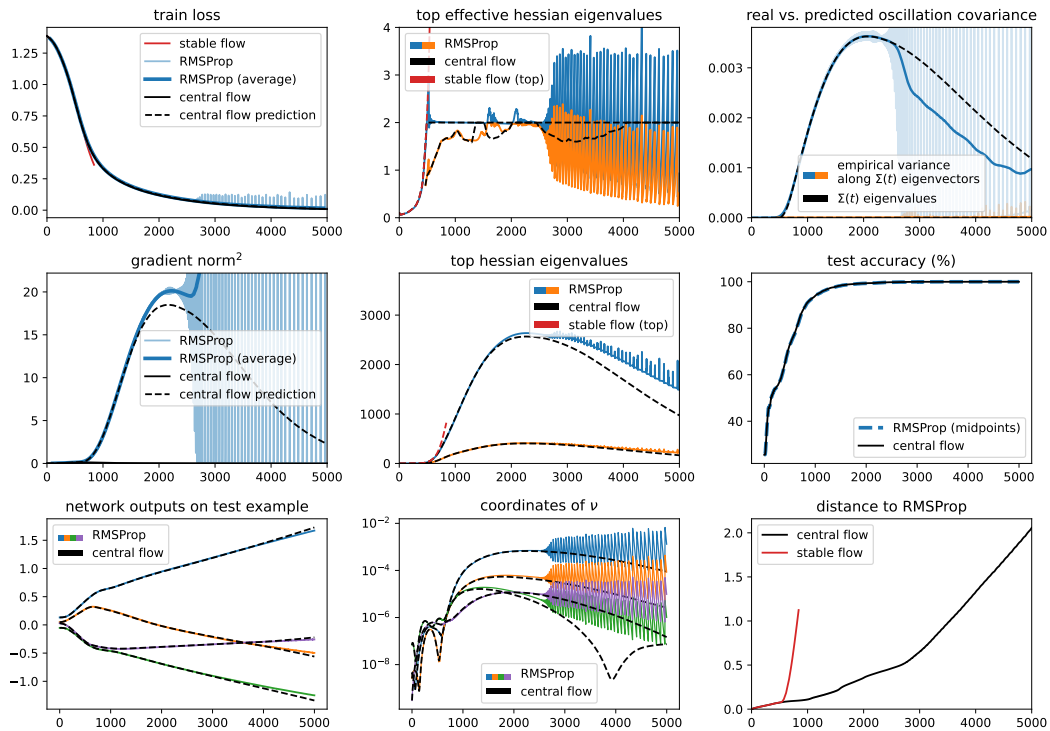 train loss
1.25
1.00
0.75
0.50
0.25
0.00
0
1000
2000
3000
4000
5000
stable flow
RMSProp
RMSProp (average)
central flow
central flow prediction
top effective hessian eigenvalues
4
3
2
1
0
0
1000
2000
3000
4000
5000
RMSProp
central flow
stable flow (top)
real vs. predicted oscillation covariance
0.003
0.002
0.001
0.000
0
1000
2000
3000
4000
5000
empirical variance
along Σ(t) eigenvectors
Σ(t) eigenvalues
gradient norm²
20
15
10
5
0
0
1000
2000
3000
4000
5000
RMSProp
RMSProp (average)
central flow
central flow prediction
top hessian eigenvalues
3000
2000
1000
0
0
1000
2000
3000
4000
5000
RMSProp
central flow
stable flow (top)
test accuracy (%)
100
80
60
40
0
1000
2000
3000
4000
5000
RMSProp (midpoints)
central flow
network outputs on test example
1.5
1.0
0.5
0.0
−0.5
−1.0
0
1000
2000
3000
4000
5000
RMSProp
central flow
coordinates of ν
10⁻²
10⁻⁴
10⁻⁶
10⁻⁸
0
1000
2000
3000
4000
5000
RMSProp
central flow
distance to RMSProp
2.0
1.5
1.0
0.5
0.0
0
1000
2000
3000
4000
5000
central flow
stable flow